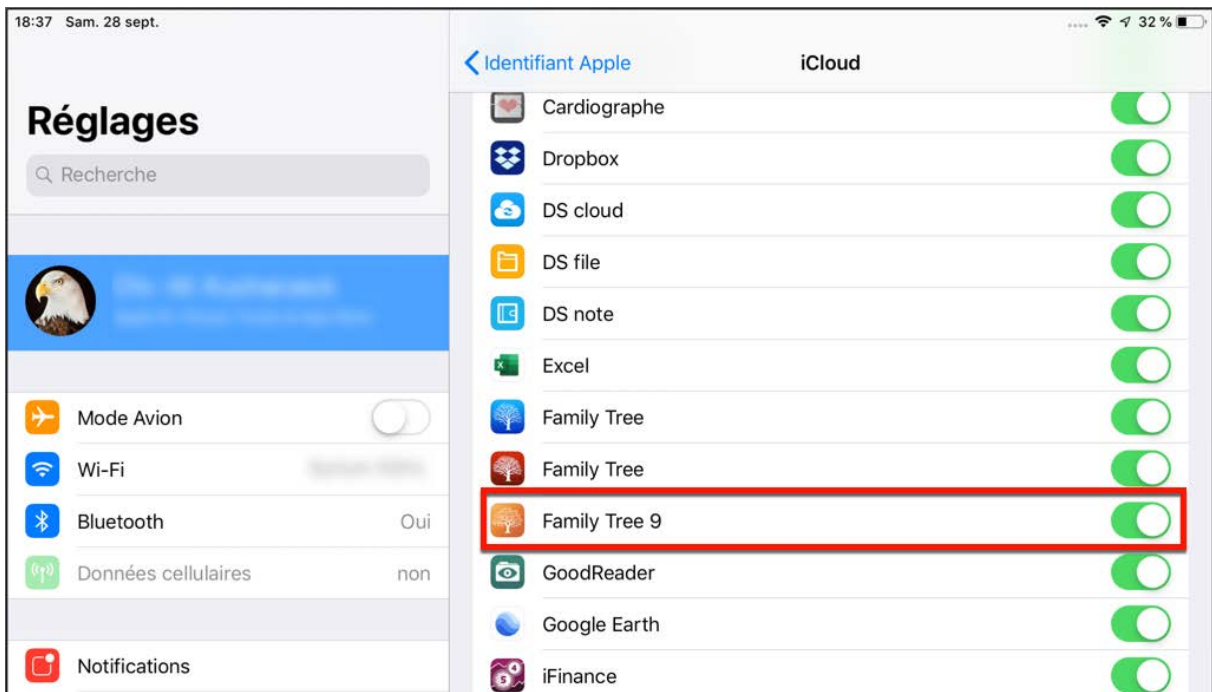 18:37 Sam. 28 sept.
32 %
Réglages
Recherche
Mode Avion
Wi-Fi
Bluetooth Oui
Données cellulaires non
Notifications
Identifiant Apple
iCloud
Cardiographe
Dropbox
DS cloud
DS file
DS note
Excel
Family Tree
Family Tree
Family Tree 9
GoodReader
Google Earth
iFinance